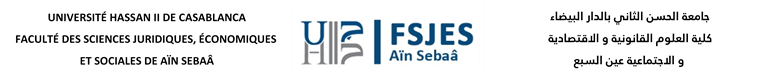 UNIVERSITÉ HASSAN II DE CASABLANCA
FACULTÉ DES SCIENCES JURIDIQUES, ÉCONOMIQUES
ET SOCIALES DE AÏN SEBAÂ
FSJES
Aïn Sebaâ
جامعة الحسن الثاني بالدار البيضاء
كلية العلوم القانونية و الاقتصادية
و الاجتماعية عين السبع